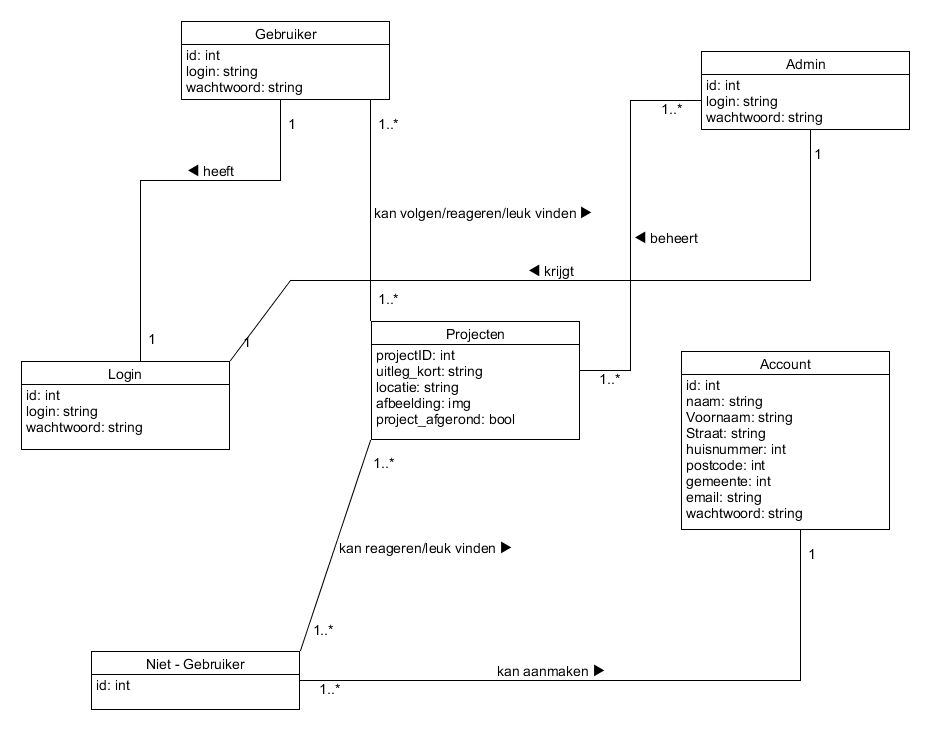 Gebruiker
id: int
login: string
wachtwoord: string
Admin
id: int
login: string
wachtwoord: string
1
1..*
1..*
1
◀ heeft
kan volgen/reageren/leuk vinden ▶
◀ beheert
◀ krijgt
1..*
1
1
Projecten
projectID: int
uitleg_kort: string
locatie: string
afbeelding: img
project_afgerond: bool
1..*
Login
id: int
login: string
wachtwoord: string
Account
id: int
naam: string
Voornaam: string
Straat: string
huisnummer: int
postcode: int
gemeente: int
email: string
wachtwoord: string
1..*
kan reageren/leuk vinden ▶
1
1..*
Niet - Gebruiker
id: int
kan aanmaken ▶
1..*